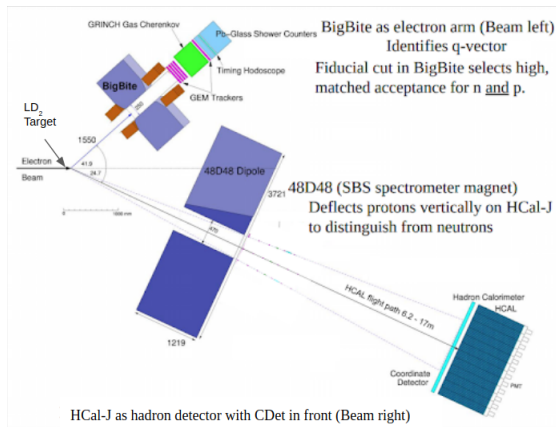 GRINCH Gas Cherenkov
Pb-Glass Shower Counters
BigBite as electron arm (Beam left)
Identifies q-vector
Fiducial cut in BigBite selects high,
matched acceptance for n and p.
Timing Hodoscope
GEM Trackers
BigBite
LD2
Target
1550
Electron
Beam
41.9
24.7
1000 mm
48D48 Dipole
3721
48D48 (SBS spectrometer magnet)
Deflects protons vertically on HCal-J
to distinguish from neutrons
1219
HCAL flight path 6.2 - 17m
Hadron Calorimeter
HCAL
Coordinate
Detector
PMT
HCal-J as hadron detector with CDet in front (Beam right)